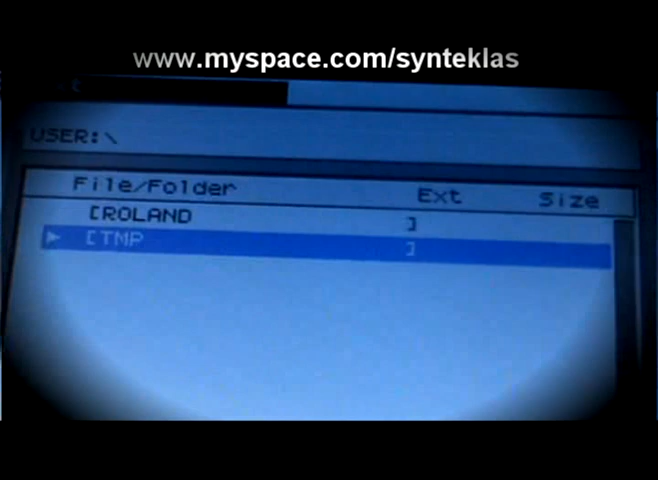 www.myspace.com/synteklas
USER:\
File/Folder Ext Size
[ROLAND ]
[TMP ]